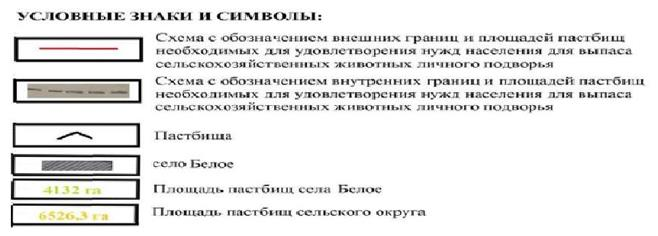 УСЛОВНЫЕ ЗНАКИ И СИМВОЛЫ:
Схема с обозначением внешних границ и площадей пастбищ
необходимых для удовлетворения нужд населения для выпаса
сельскохозяйственных животных личного подворья
Схема с обозначением внутренних границ и площадей пастбищ
необходимых для удовлетворения нужд населения для выпаса
сельскохозяйственных животных личного подворья
Пастбища
село Белое
4132 га Площадь пастбищ села Белое
6526,3 га Площадь пастбищ сельского округа